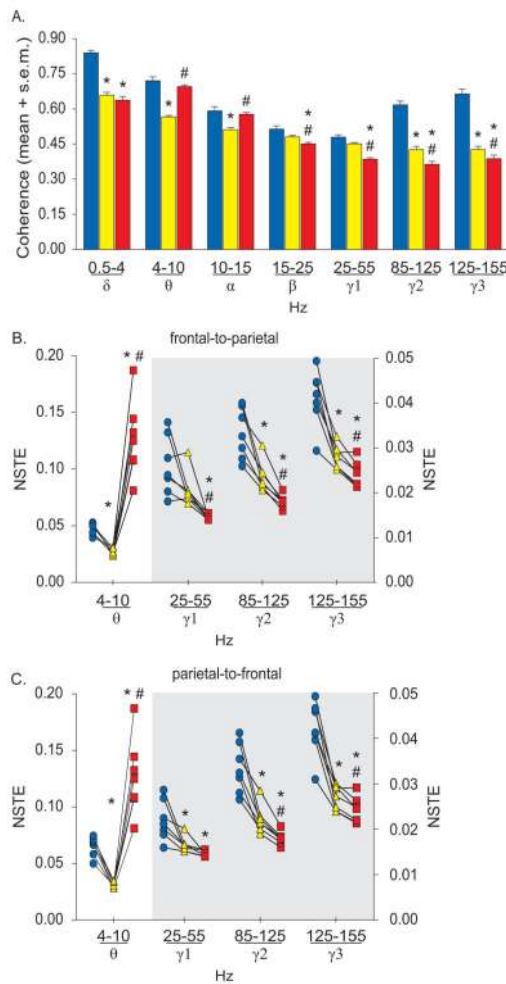 A.
Coherence (mean + s.e.m.)
0.90
0.75
0.60
0.45
0.30
0.15
0.00
* * * # * # * # * # * # * #
0.5-4 4-10 10-15 15-25 25-55 85-125 125-155
δ θ α β γ1 γ2 γ3
Hz
B.
frontal-to-parietal
NSTE
0.20
0.15
0.10
0.05
0.00
* * # * # * * # * * #
0.05
0.04
0.03
0.02
0.01
0.00
NSTE
4-10 25-55 85-125 125-155
θ γ1 γ2 γ3
Hz
C.
parietal-to-frontal
NSTE
0.20
0.15
0.10
0.05
0.00
* * # * * * * # * * #
0.05
0.04
0.03
0.02
0.01
0.00
NSTE
4-10 25-55 85-125 125-155
θ γ1 γ2 γ3
Hz